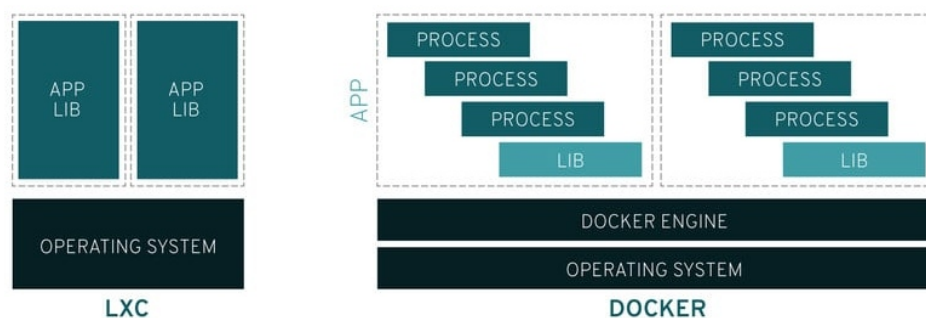 APP
LIB
APP
LIB
OPERATING SYSTEM
LXC
APP
PROCESS
PROCESS
PROCESS
LIB
PROCESS
PROCESS
PROCESS
LIB
DOCKER ENGINE
OPERATING SYSTEM
DOCKER